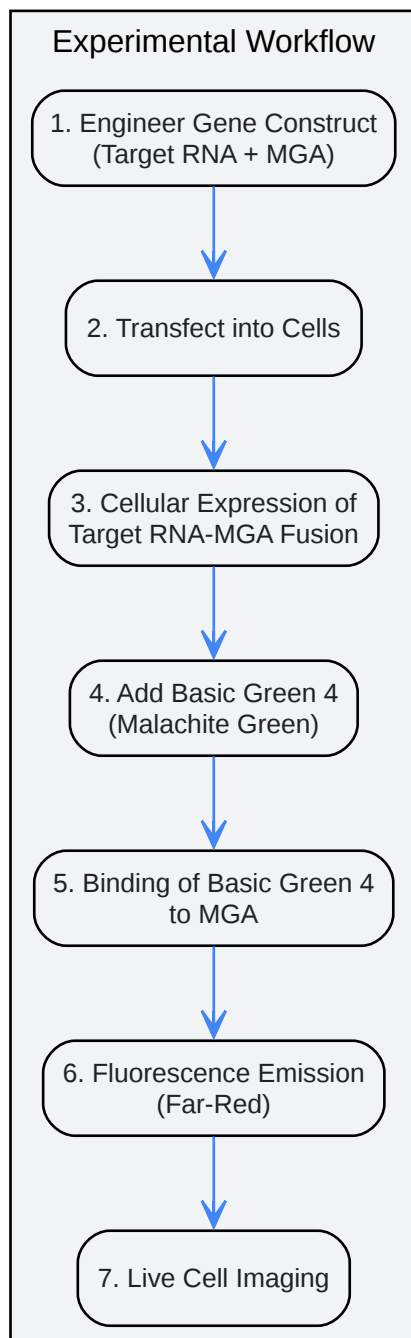 Experimental Workflow
1. Engineer Gene Construct
(Target RNA + MGA)
2. Transfect into Cells
3. Cellular Expression of
Target RNA-MGA Fusion
4. Add Basic Green 4
(Malachite Green)
5. Binding of Basic Green 4
to MGA
6. Fluorescence Emission
(Far-Red)
7. Live Cell Imaging